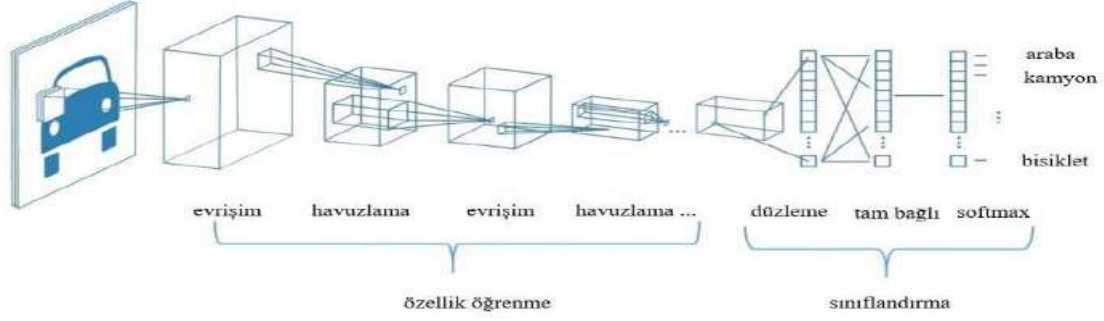 araba
kamyon
bisiklet
evrişim havuzlama evrişim havuzlama ... düzleme tam bağlı softmax
özellik öğrenme sınıflandırma